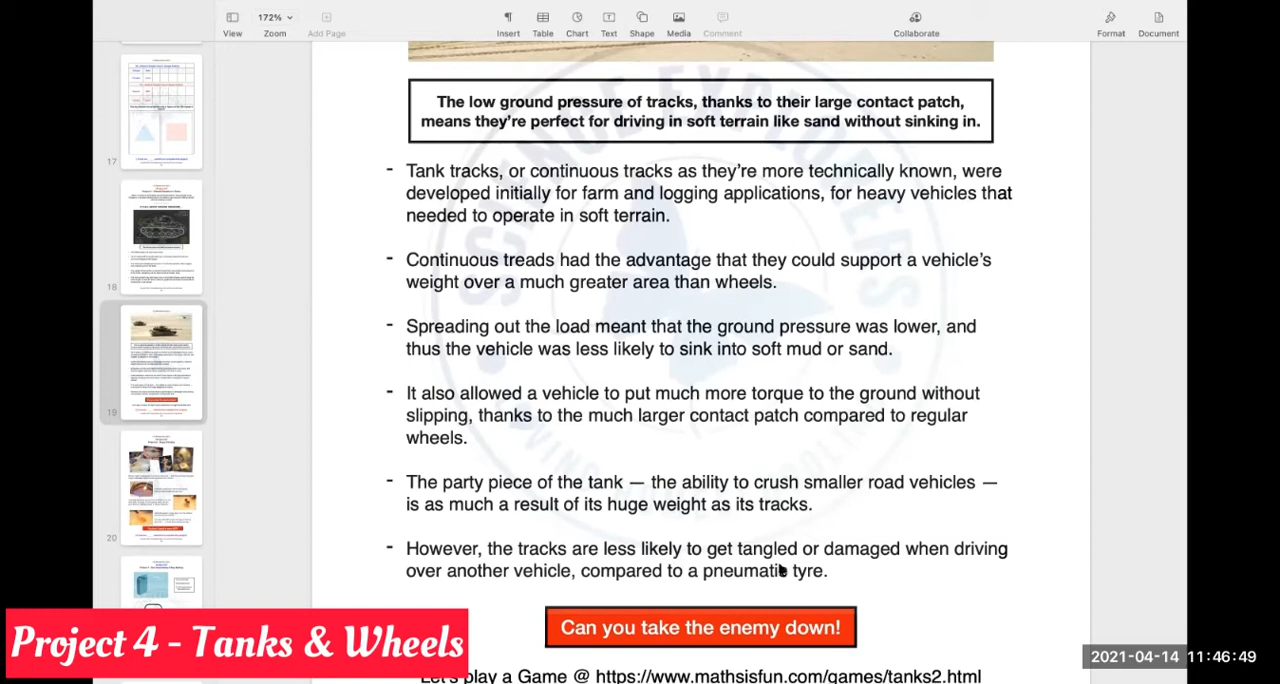 172%
View
Zoom
Add Page
Insert
Table
Chart
Text
Shape
Media
Comment
Collaborate
Format
Document
17
18
19
20
The low ground pressure of tracks, thanks to their large contact patch,
means they're perfect for driving in soft terrain like sand without sinking in.
- Tank tracks, or continuous tracks as they're more technically known, were
developed initially for farm and logging applications, for heavy vehicles that
needed to operate in soft terrain.
- Continuous treads had the advantage that they could support a vehicle's
weight over a much greater area than wheels.
- Spreading out the load meant that the ground pressure was lower, and
thus the vehicle was less likely to sink into soft mud or sand.
- It also allowed a vehicle to put much more torque to the ground without
slipping, thanks to the much larger contact patch compared to regular
wheels.
- The party piece of the tank — the ability to crush smaller road vehicles —
is as much a result of its huge weight as its tracks.
- However, the tracks are less likely to get tangled or damaged when driving
over another vehicle, compared to a pneumatic tyre.
Can you take the enemy down!
Let's play a Game @ https://www.mathsisfun.com/games/tanks2.html
Project 4 - Tanks & Wheels
2021-04-14 11:46:49